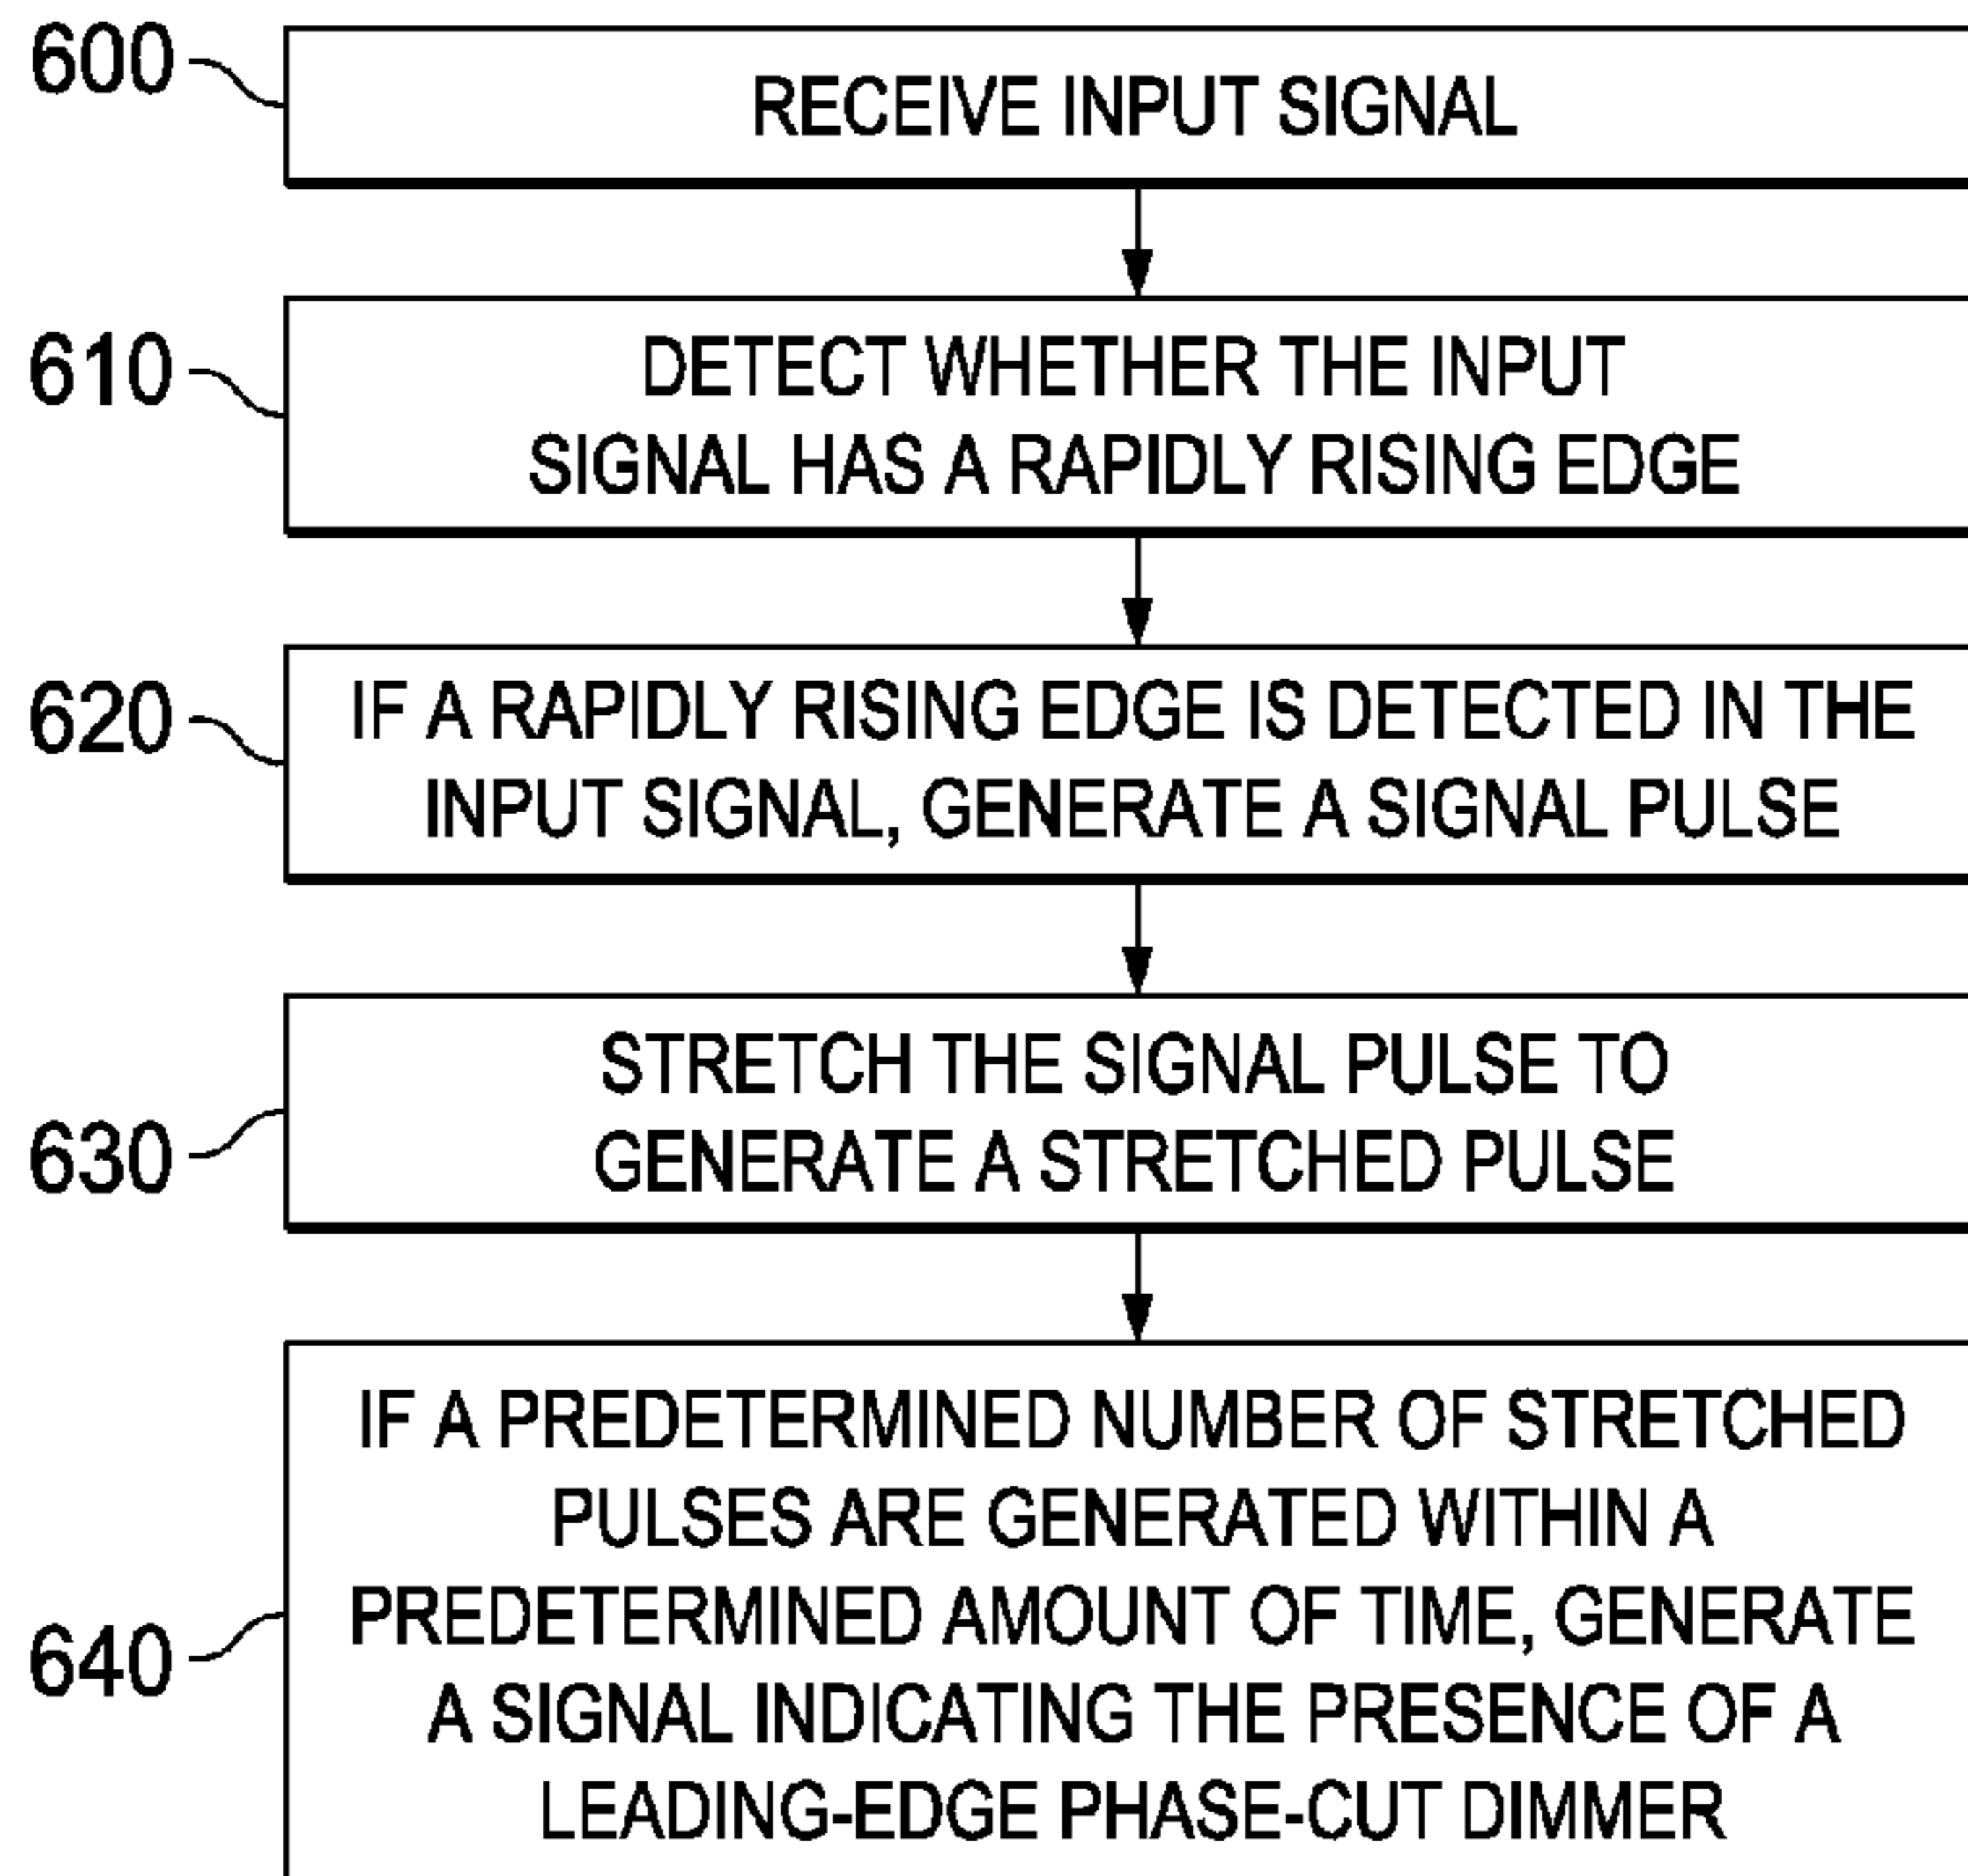 600
RECEIVE INPUT SIGNAL
610
DETECT WHETHER THE INPUT
SIGNAL HAS A RAPIDLY RISING EDGE
620
IF A RAPIDLY RISING EDGE IS DETECTED IN THE
INPUT SIGNAL, GENERATE A SIGNAL PULSE
630
STRETCH THE SIGNAL PULSE TO
GENERATE A STRETCHED PULSE
640
IF A PREDETERMINED NUMBER OF STRETCHED
PULSES ARE GENERATED WITHIN A
PREDETERMINED AMOUNT OF TIME, GENERATE
A SIGNAL INDICATING THE PRESENCE OF A
LEADING-EDGE PHASE-CUT DIMMER